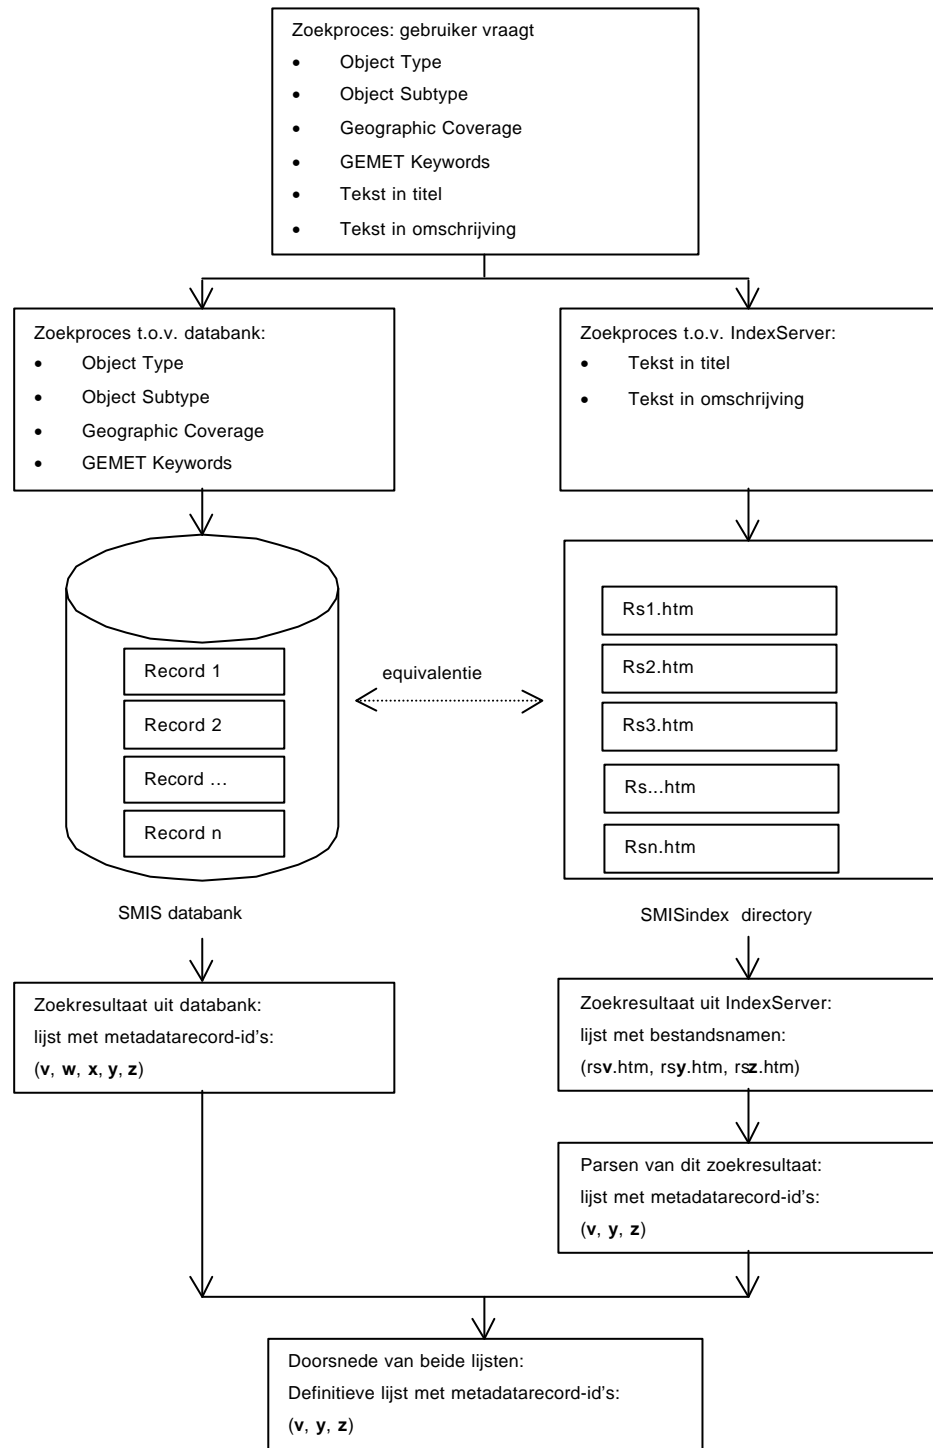 Zoekproces: gebruiker vraagt
• Object Type
• Object Subtype
• Geographic Coverage
• GEMET Keywords
• Tekst in titel
• Tekst in omschrijving
Zoekproces t.o.v. databank:
• Object Type
• Object Subtype
• Geographic Coverage
• GEMET Keywords
Zoekproces t.o.v. IndexServer:
• Tekst in titel
• Tekst in omschrijving
Record 1
Record 2
Record ...
Record n
equivalentie
Rs1.htm
Rs2.htm
Rs3.htm
Rs...htm
Rsn.htm
SMIS databank
SMISindex directory
Zoekresultaat uit databank:
lijst met metadatarecord-id's:
(v, w, x, y, z)
Zoekresultaat uit IndexServer:
lijst met bestandsnamen:
(rsv.htm, rsy.htm, rsz.htm)
Parsen van dit zoekresultaat:
lijst met metadatarecord-id's:
(v, y, z)
Doorsnede van beide lijsten:
Definitieve lijst met metadatarecord-id's:
(v, y, z)